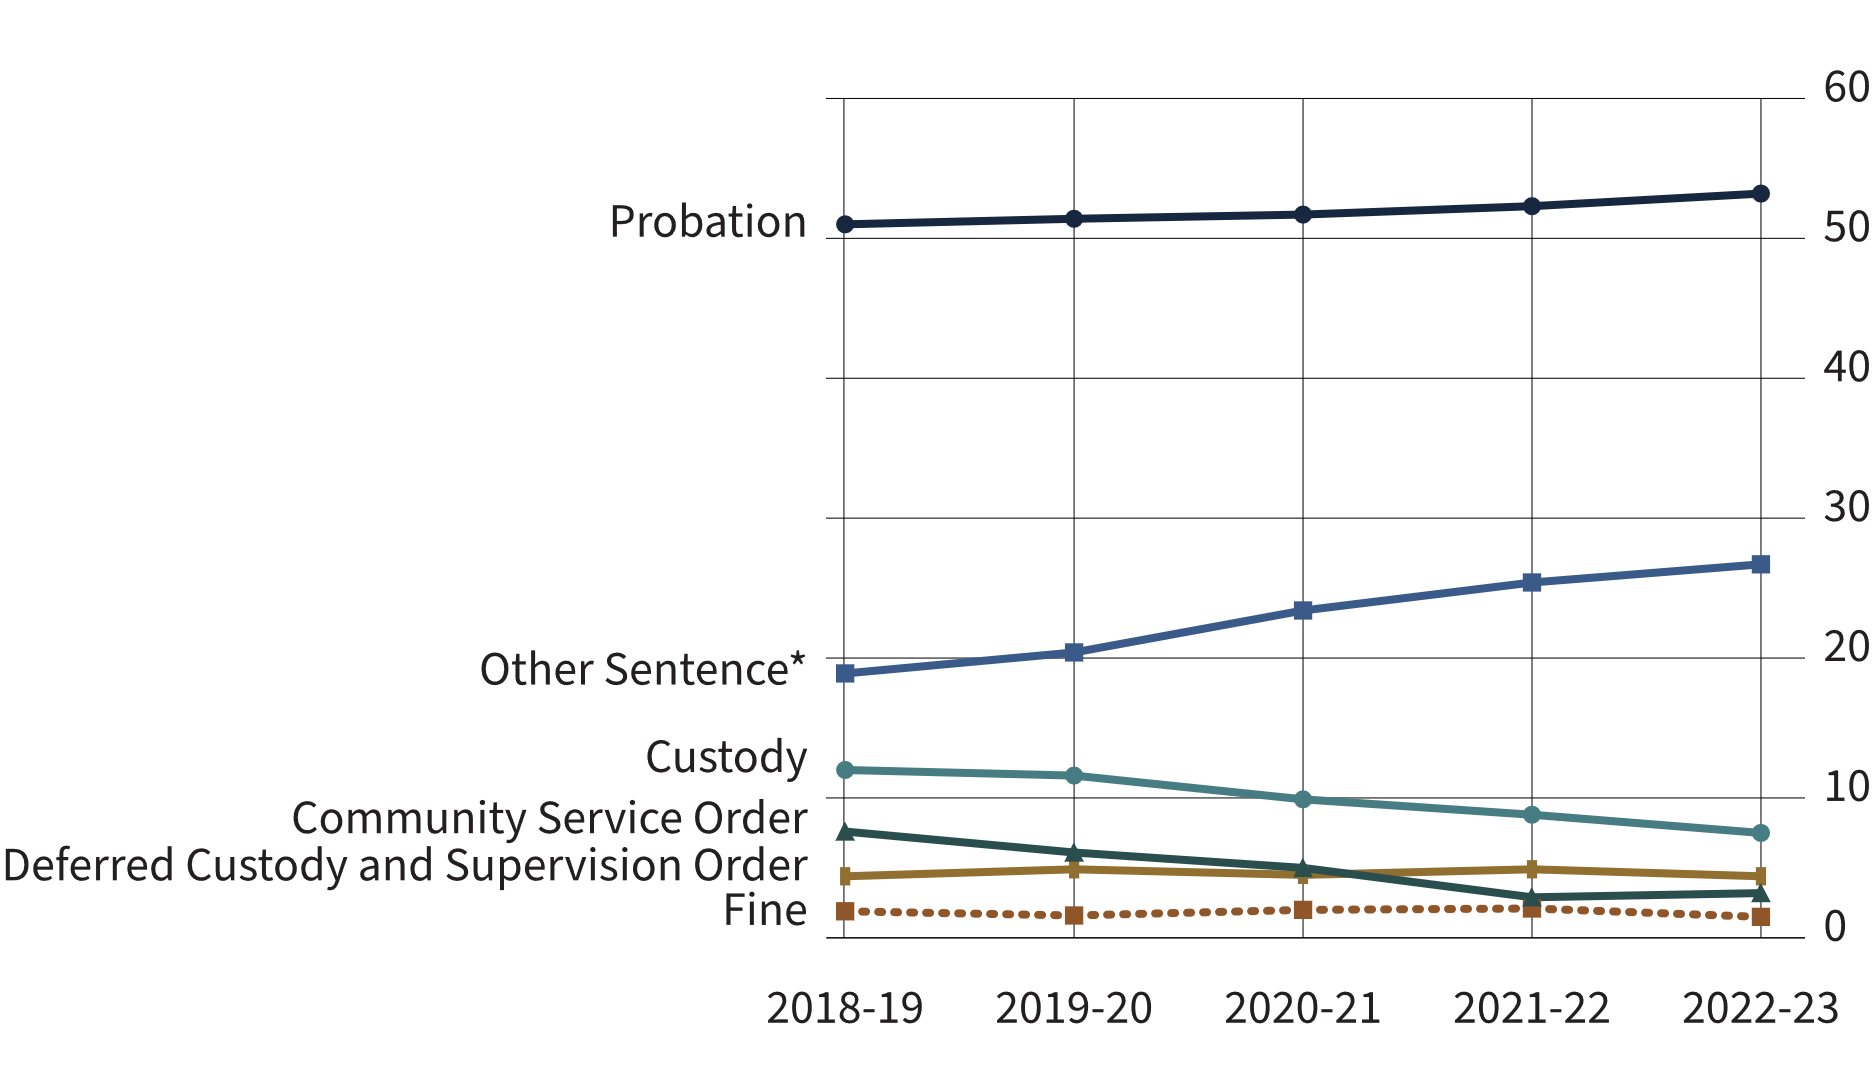 60
Probation
50
40
30
Other Sentence*
20
Custody
10
Community Service Order
Deferred Custody and Supervision Order
Fine
0
2018-19 2019-20 2020-21 2021-22 2022-23